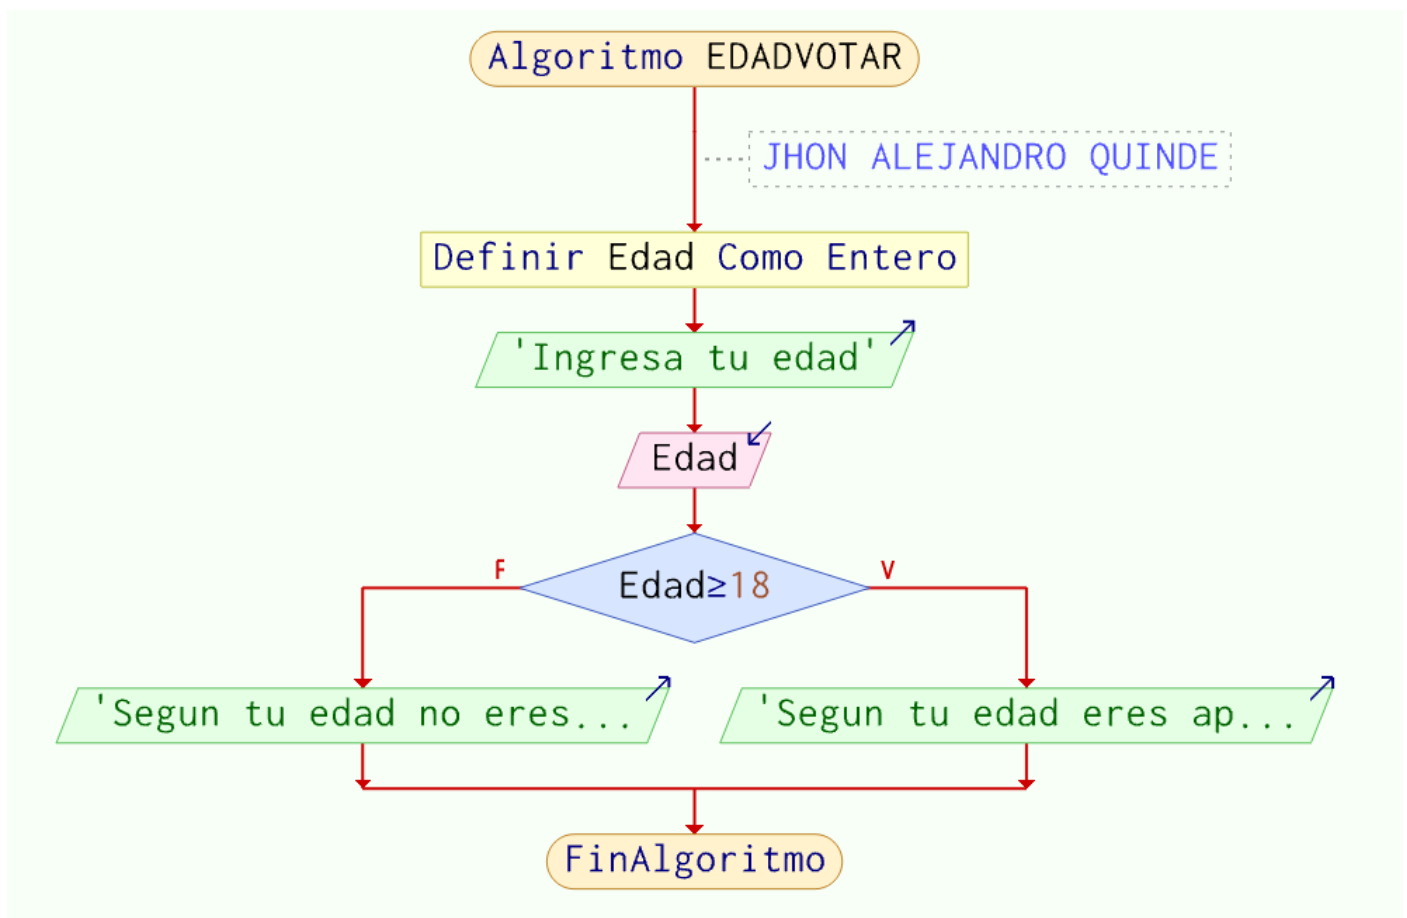 Algoritmo EDADVOTAR
JHON ALEJANDRO QUINDE
Definir Edad Como Entero
'Ingresa tu edad'
Edad
F
V
Edad≥18
'Segun tu edad no eres...
'Segun tu edad eres ap...
FinAlgoritmo